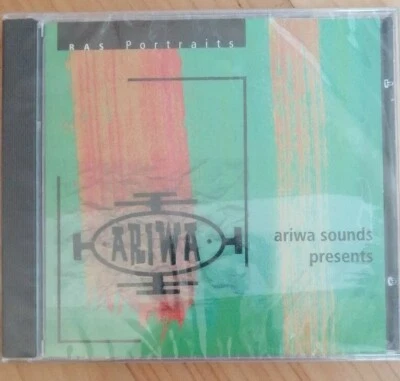 RAS Portraits
ARIWA
ariwa sounds
presents